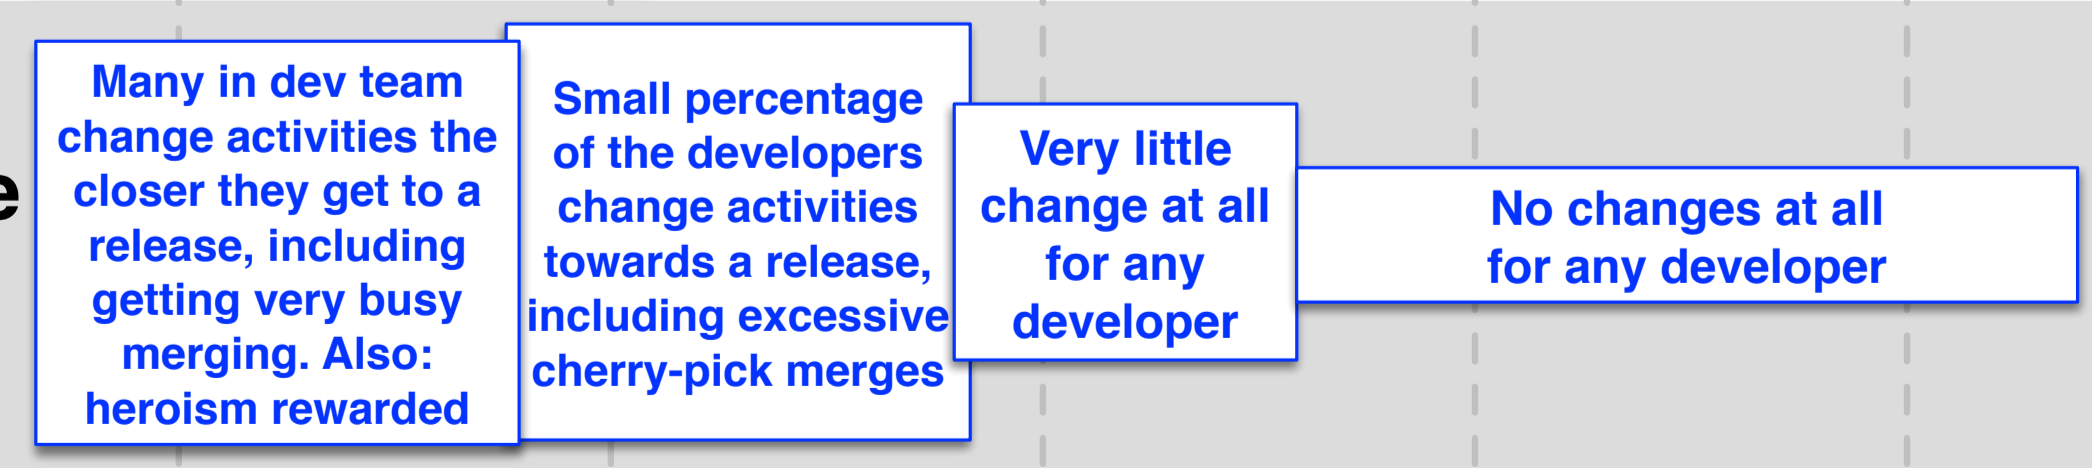 e
Many in dev team
change activities the
closer they get to a
release, including
getting very busy
merging. Also:
heroism rewarded
Small percentage
of the developers
change activities
towards a release,
including excessive
cherry-pick merges
Very little
change at all
for any
developer
No changes at all
for any developer